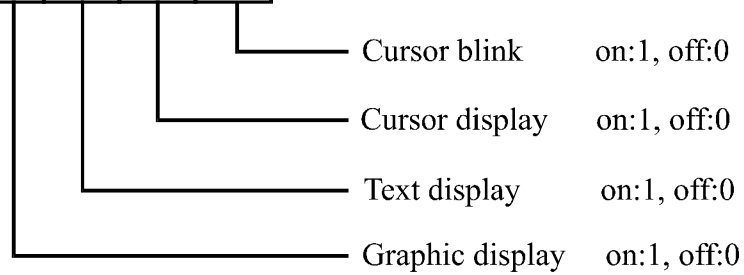 Cursor blink on:1, off:0
Cursor display on:1, off:0
Text display on:1, off:0
Graphic display on:1, off:0